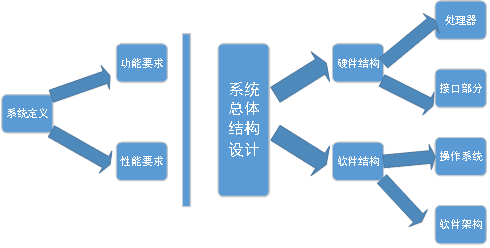 系统定义
功能要求
性能要求
系统
总体
结构
设计
硬件结构
软件结构
处理器
接口部分
操作系统
软件架构